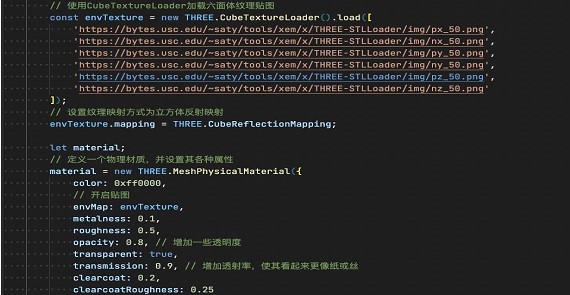 // 使用CubeTextureLoader加载六面体纹理贴图
const envTexture = new THREE.CubeTextureLoader().load([
'https://bytes.usc.edu/~saty/tools/xem/x/THREE-STLLoader/img/px_50.png',
'https://bytes.usc.edu/~saty/tools/xem/x/THREE-STLLoader/img/nx_50.png',
'https://bytes.usc.edu/~saty/tools/xem/x/THREE-STLLoader/img/py_50.png',
'https://bytes.usc.edu/~saty/tools/xem/x/THREE-STLLoader/img/ny_50.png',
'https://bytes.usc.edu/~saty/tools/xem/x/THREE-STLLoader/img/pz_50.png',
'https://bytes.usc.edu/~saty/tools/xem/x/THREE-STLLoader/img/nz_50.png'
]);
// 设置纹理映射方式为立方体反射映射
envTexture.mapping = THREE.CubeReflectionMapping;
let material;
// 定义一个物理材质，并设置其各种属性
material = new THREE.MeshPhysicalMaterial({
color: 0xff0000,
// 开启贴图
envMap: envTexture,
metalness: 0.1,
roughness: 0.5,
opacity: 0.8, // 增加一些透明度
transparent: true,
transmission: 0.9, // 增加透射率，使其看起来更像纸或丝
clearcoat: 0.2,
clearcoatRoughness: 0.25